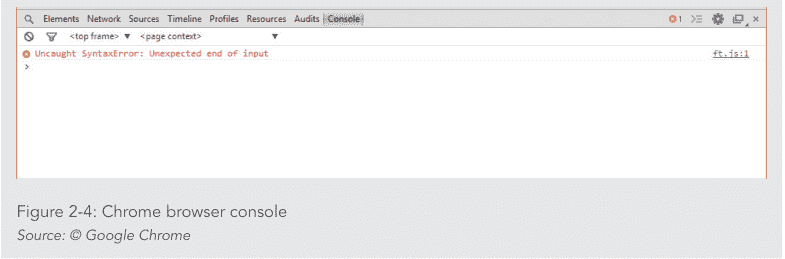 Elements Network Sources Timeline Profiles Resources Audits Console 1
<top frame> ▼ <page context> ▼
Uncaught SyntaxError: Unexpected end of input ft.js:1
>
Figure 2-4: Chrome browser console
Source: © Google Chrome